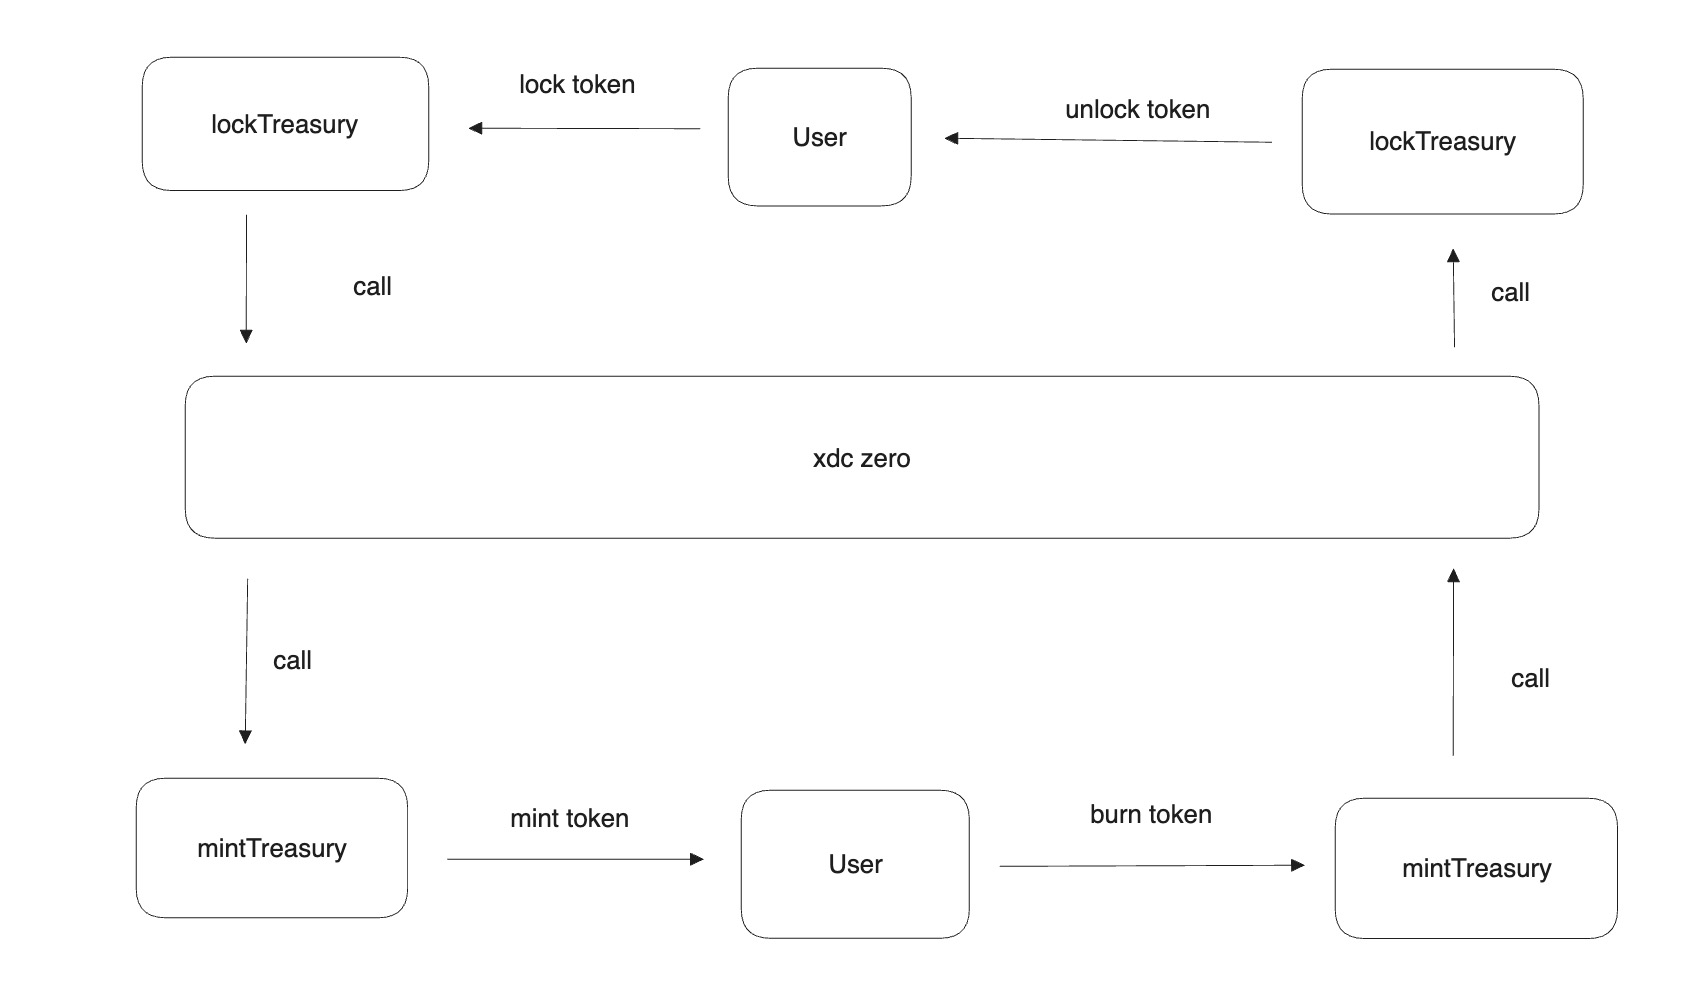 lock token
unlock token
lockTreasury
User
lockTreasury
call
call
xdc zero
call
call
mint token
burn token
mintTreasury
User
mintTreasury